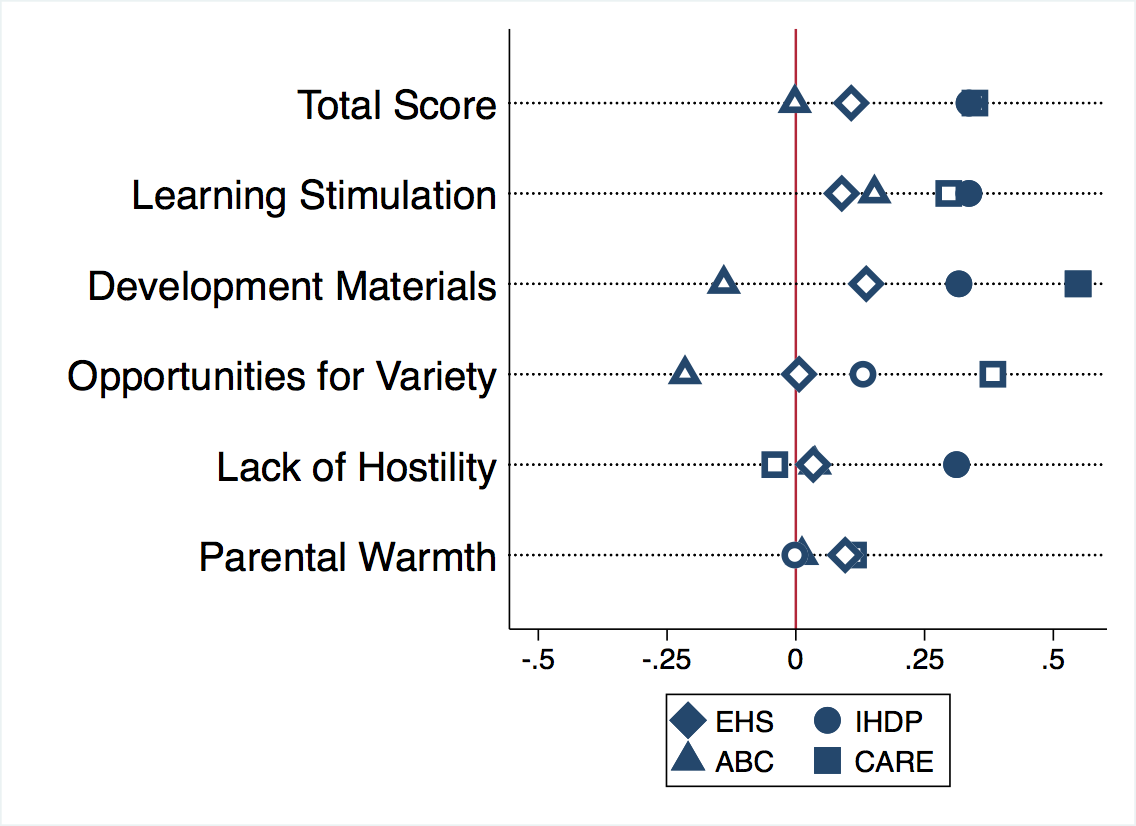 Total Score
Learning Stimulation
Development Materials
Opportunities for Variety
Lack of Hostility
Parental Warmth
-.5 -.25 0 .25 .5
EHS IHDP
ABC CARE